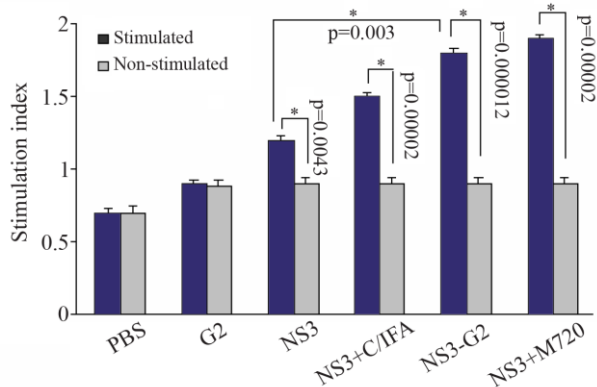 Stimulated
Non-stimulated
Stimulation index
2
1.5
1
0.5
0
*
p=0.003
*
p=0.0043
*
p=0.00002
*
p=0.000012
*
p=0.00002
PBS
G2
NS3
NS3+C/IFA
NS3-G2
NS3+M720